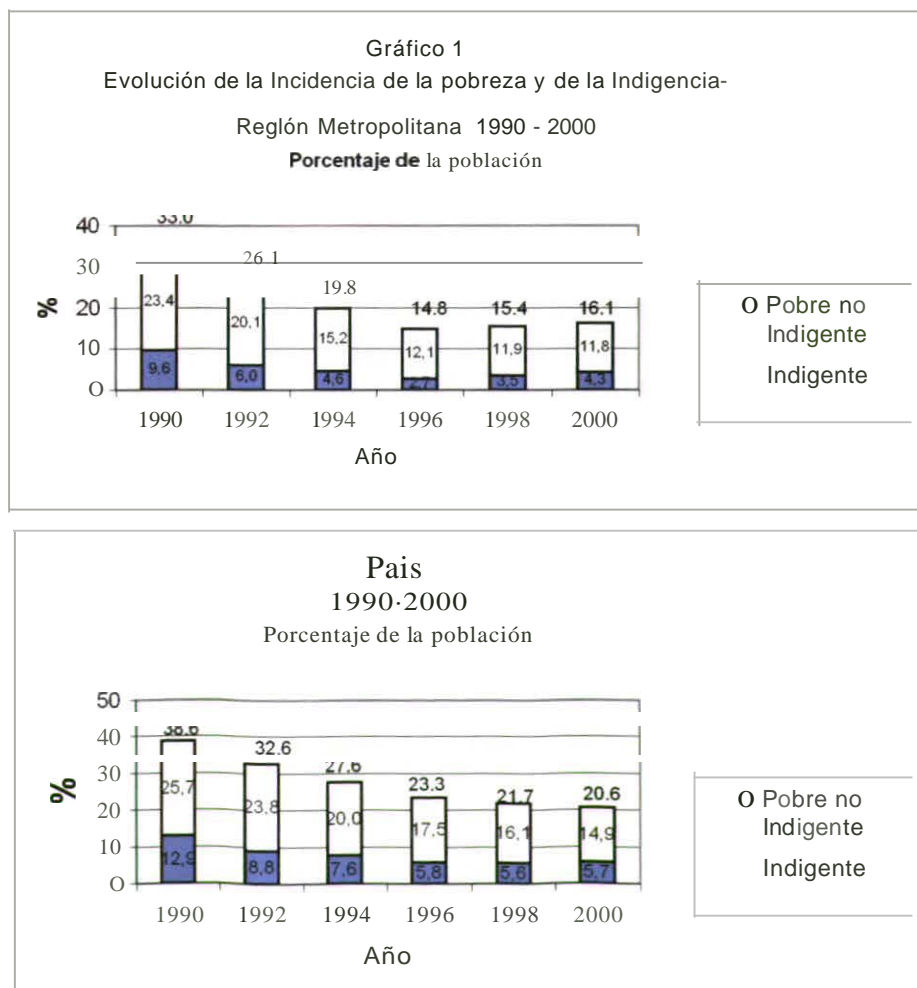 Gráfico 1
Evolución de la Incidencia de la pobreza y de la Indigencia-
Reglón Metropolitana 1990 - 2000
Porcentaje de la población
33.0
40
26 1
30
19.8
14.8
15.4
16.1
%
23,4
20,1
15,2
12,1
11,9
11,8
20
10
9,6
6,0
4,6
2,7
3,5
4,3
O
1990 1992 1994 1996 1998 2000
Año
O Pobre no
Indigente
Indigente
Pais
1990·2000
Porcentaje de la población
50
38.6
40
32.6
27.6
23.3
21.7
20.6
30
%
25,7
23,8
20,0
17,5
16,1
14,9
20
10
12,9
8,8
7,6
5,8
5,6
5,7
O
1990 1992 1994 1996 1998 2000
Año
O Pobre no
Indigente
Indigente